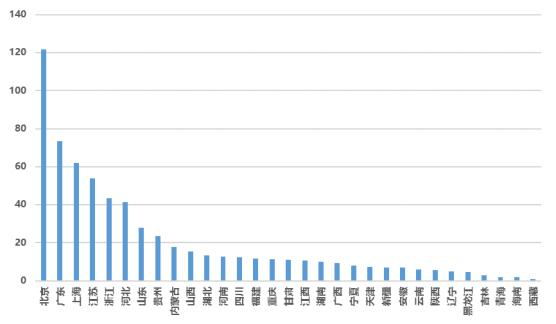 140
120
100
80
60
40
20
0
北京
广东
上海
江苏
浙江
河北
山东
贵州
内蒙古
山西
湖北
河南
四川
福建
重庆
甘肃
江西
湖南
广西
宁夏
天津
新疆
安徽
云南
陕西
辽宁
黑龙江
吉林
青海
海南
西藏